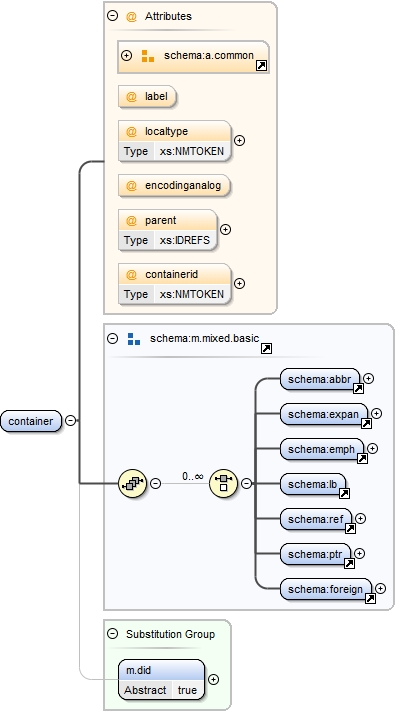 Attributes
schema:a.common
@ label
@ localtype
Type xs:NMTOKEN
@ encodinganalog
@ parent
Type xs:IDREFS
@ containerid
Type xs:NMTOKEN
schema:m.mixed.basic
schema:abbr
schema:expan
schema:emph
container
0..∞
schema:lb
schema:ref
schema:ptr
schema:foreign
Substitution Group
m.did
Abstract true